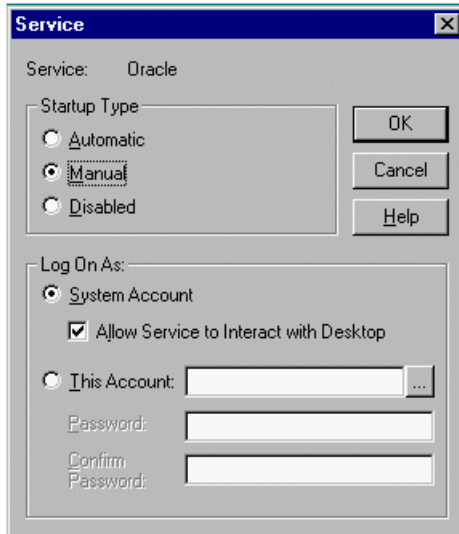 Service
Service: Oracle
Startup Type
Automatic
Manual
Disabled
OK
Cancel
Help
Log On As:
System Account
Allow Service to Interact with Desktop
This Account:
...
Password:
Confirm
Password: